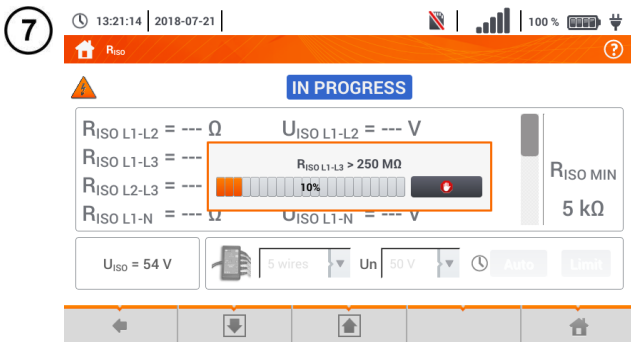 7
13:21:14 2018-07-21 100 %
RISO
IN PROGRESS
RISO L1-L2 = --- Ω UISO L1-L2 = --- V
RISO L1-L3 = ---
RISO L1-L3 > 250 MΩ
RISO MIN
RISO L2-L3 = ---
10%
RISO L1-N = --- Ω UISO L1-N = --- V
5 kΩ
UISO = 54 V 5 wires Un 50 V Auto Limit